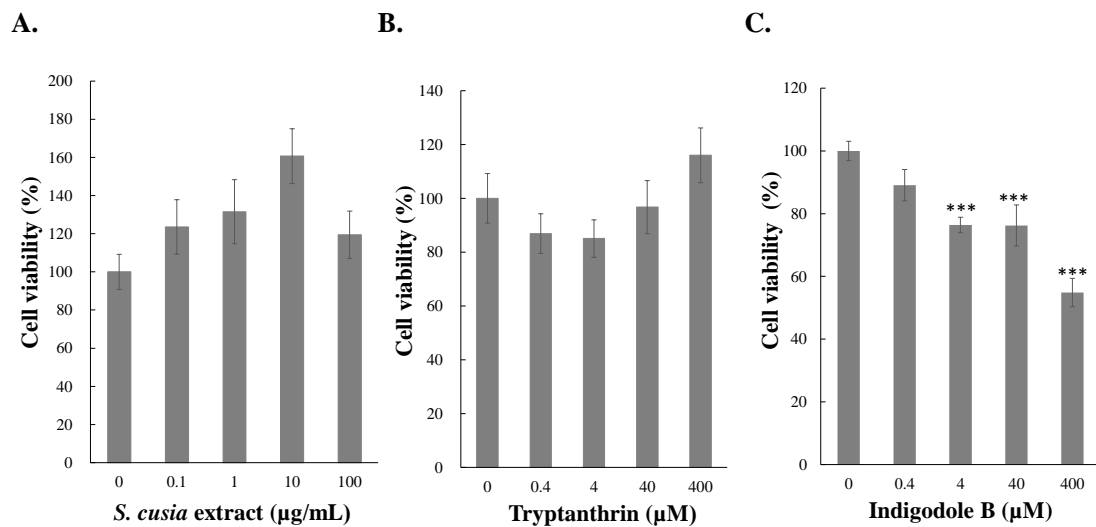 A.
B.
C.
Cell viability (%)
200
180
160
140
120
100
80
60
40
20
0
0 0.1 1 10 100
S. cusia extract (µg/mL)
Cell viability (%)
140
120
100
80
60
40
20
0
0 0.4 4 40 400
Tryptanthrin (µM)
Cell viability (%)
120
100
80
60
40
20
0
***
***
***
0 0.4 4 40 400
Indigodole B (µM)